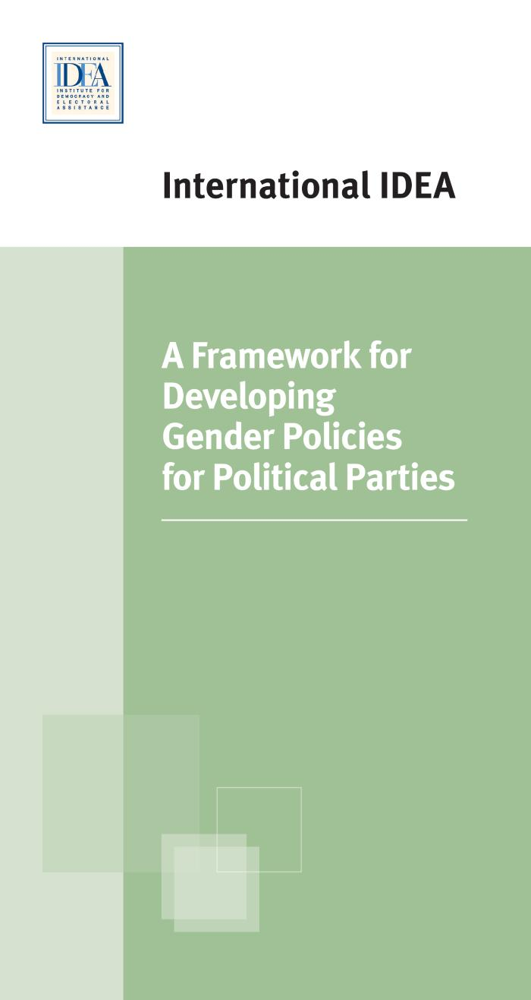 INTERNATIONAL
IDEA
INSTITUTE FOR
DEMOCRACY AND
ELECTORAL
ASSISTANCE
International IDEA
A Framework for
Developing
Gender Policies
for Political Parties